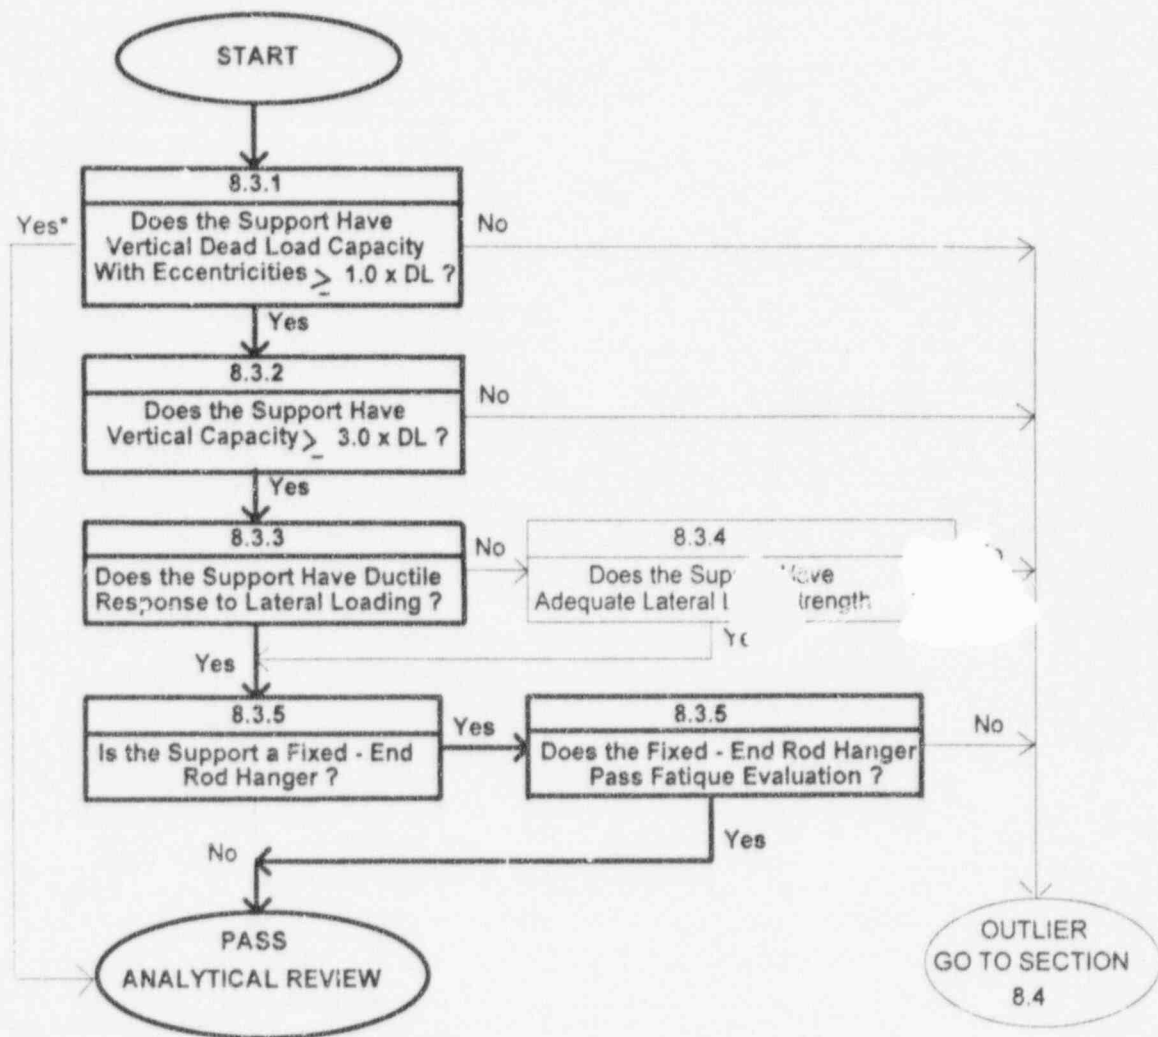 START
8.3.1
Yes*
Does the Support Have
Vertical Dead Load Capacity
With Eccentricities ≥ 1.0 x DL ?
No
Yes
8.3.2
Does the Support Have
Vertical Capacity ≥ 3.0 x DL ?
No
Yes
8.3.3
Does the Support Have Ductile
Response to Lateral Loading ?
No
8.3.4
Does the Have
Adequate Lateral
Yes
8.3.5
Is the Support a Fixed - End
Rod Hanger ?
Yes
8.3.5
Does the Fixed - End Rod Hanger
Pass Fatique Evaluation ?
No
Yes
No
PASS
ANALYTICAL REVIEW
OUTLIER
GO TO SECTION
8.4